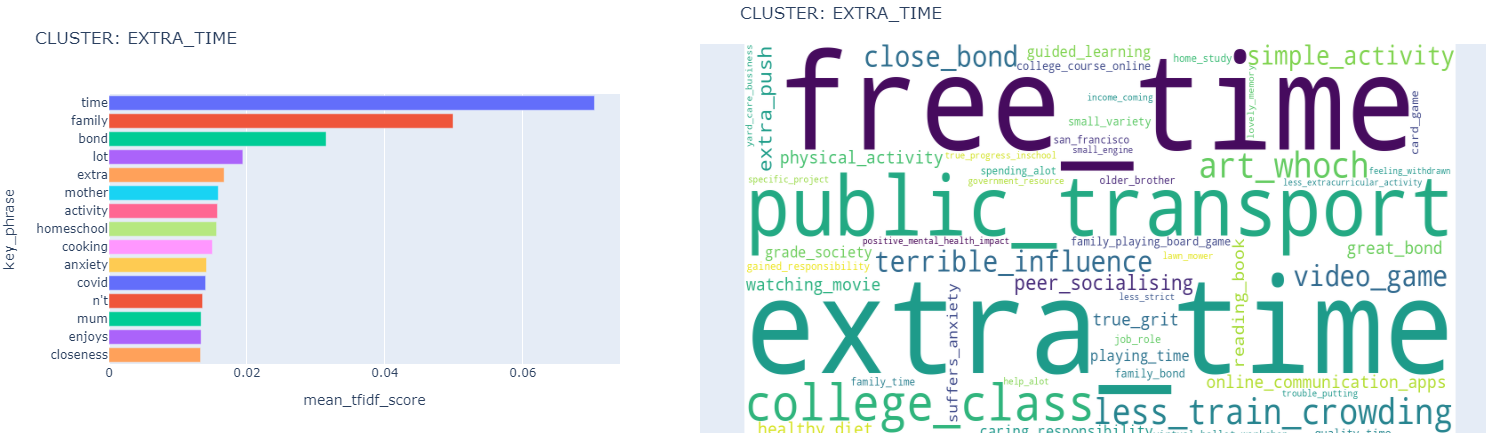 CLUSTER: EXTRA_TIME
key_phrase
time
family
bond
lot
extra
mother
activity
homeschool
cooking
anxiety
covid
n't
mum
enjoys
closeness
0
0.02
0.04
0.06
mean_tfidf_score
CLUSTER: EXTRA_TIME
yard_care_business
extra_push
close_bond
guided_learning
college_course_online
home_study
simple_activity
free_time
income_coming
lovely_memory
card_game
small_variety
san_francisco
small_engine
physical_activity
true_progress_inschool
art_whoch
spending_alot
feeling_withdrawn
specific_project
government_resource
older_brother
less_extracurricular_activity
public_transport
positive_mental_health_impact
family_playing_board_game
grade_society
great_bond
gained_responsibility
terrible_influence
lawn_mower
reading_book
video_game
watching_movie
peer_socialising
less_strict
extra_time
suffers_anxiety
true_grit
job_role
playing_time
family_bond
family_time
help_alot
online_communication_apps
trouble_putting
college_class
less_train_crowding
healthy_diet
caring_responsibility
virtual_ballet_workshop
quality_time